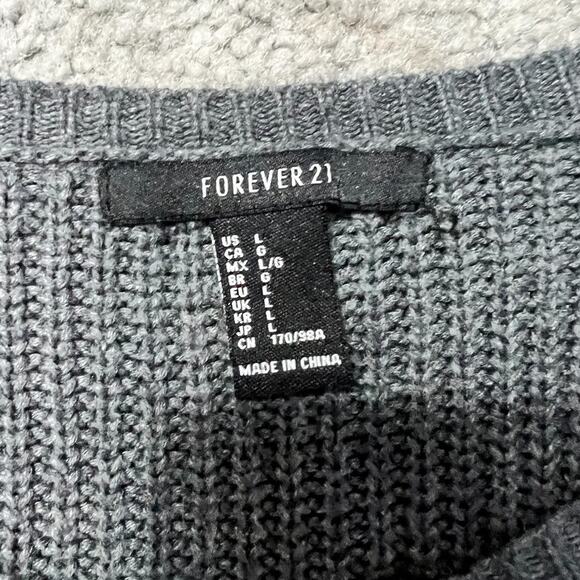 FOREVER 21
US L
CA G
MX L/G
BR G
EU L
UK L
KR L
JP L
CN 170/98A
MADE IN CHINA